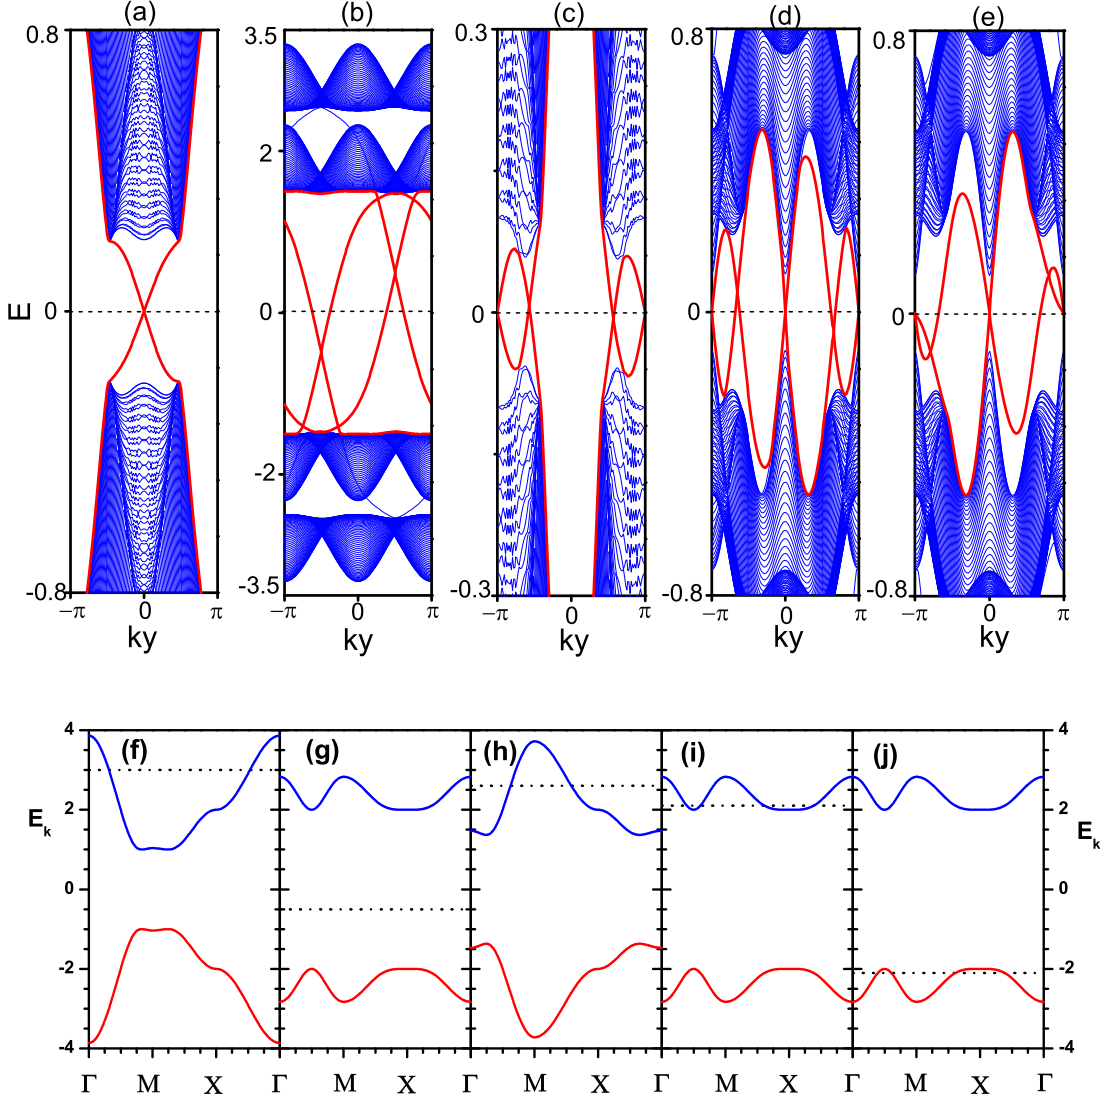 (a) (b) (c) (d) (e)
0.8 3.5 0.3 0.8 0.8
2
E 0 0 0 0 0
-2
-0.8 -3.5 -0.3 -0.8 -0.8
−π 0 π −π 0 π −π 0 π −π 0 π −π 0 π
ky ky ky ky ky
4 (f) (g) (h) (i) (j) 4
2 2
E_k E_k
0 0
-2 -2
-4 -4
Γ M X Γ M X Γ M X Γ M X Γ M X Γ